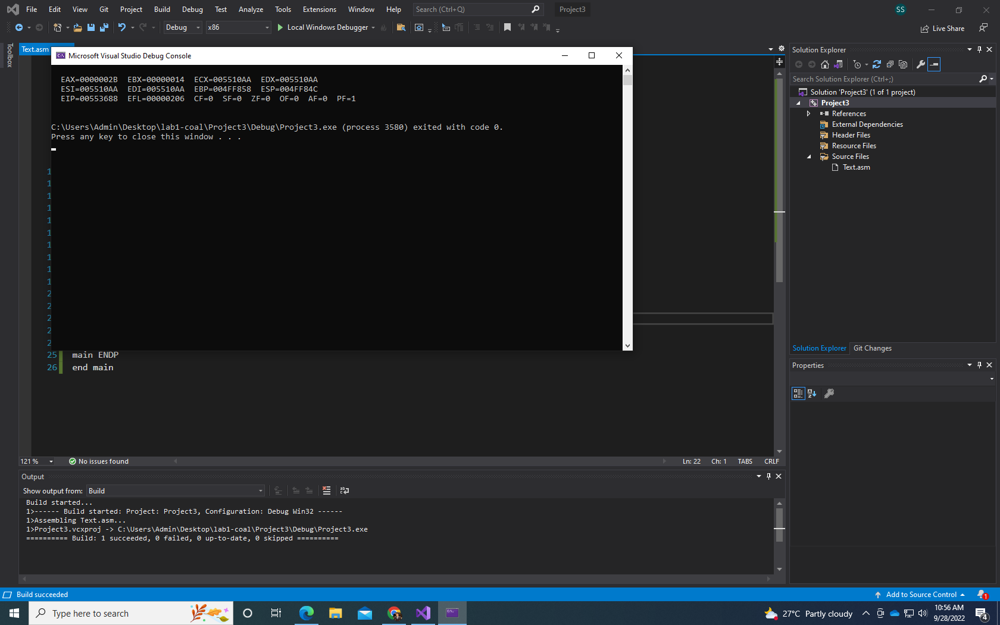 File Edit View Git Project Build Debug Test Analyze Tools Extensions Window Help Search (Ctrl+Q) Project3 SS
Debug x86 Local Windows Debugger Live Share
Toolbox
Text.asm
Microsoft Visual Studio Debug Console
EAX=0000002B EBX=00000014 ECX=005510AA EDX=005510AA
ESI=005510AA EDI=005510AA EBP=004FF858 ESP=004FF84C
EIP=00553688 EFL=00000206 CF=0 SF=0 ZF=0 OF=0 AF=0 PF=1
C:\Users\Admin\Desktop\lab1-coal\Project3\Debug\Project3.exe (process 3580) exited with code 0.
Press any key to close this window . . .
1
1
1
1
1
1
1
1
1
1
2
2
2
2
2
25 main ENDP
26 end main
121 % No issues found Ln: 22 Ch: 1 TABS CRLF
Solution Explorer
Search Solution Explorer (Ctrl+;)
Solution 'Project3' (1 of 1 project)
Project3
References
External Dependencies
Header Files
Resource Files
Source Files
Text.asm
Solution Explorer Git Changes
Properties
Output
Show output from: Build
Build started...
1>------ Build started: Project: Project3, Configuration: Debug Win32 ------
1>Assembling Text.asm...
1>Project3.vcxproj -> C:\Users\Admin\Desktop\lab1-coal\Project3\Debug\Project3.exe
========== Build: 1 succeeded, 0 failed, 0 up-to-date, 0 skipped ==========
Build succeeded Add to Source Control 1
Type here to search 27°C Partly cloudy 10:56 AM
9/28/2022 4